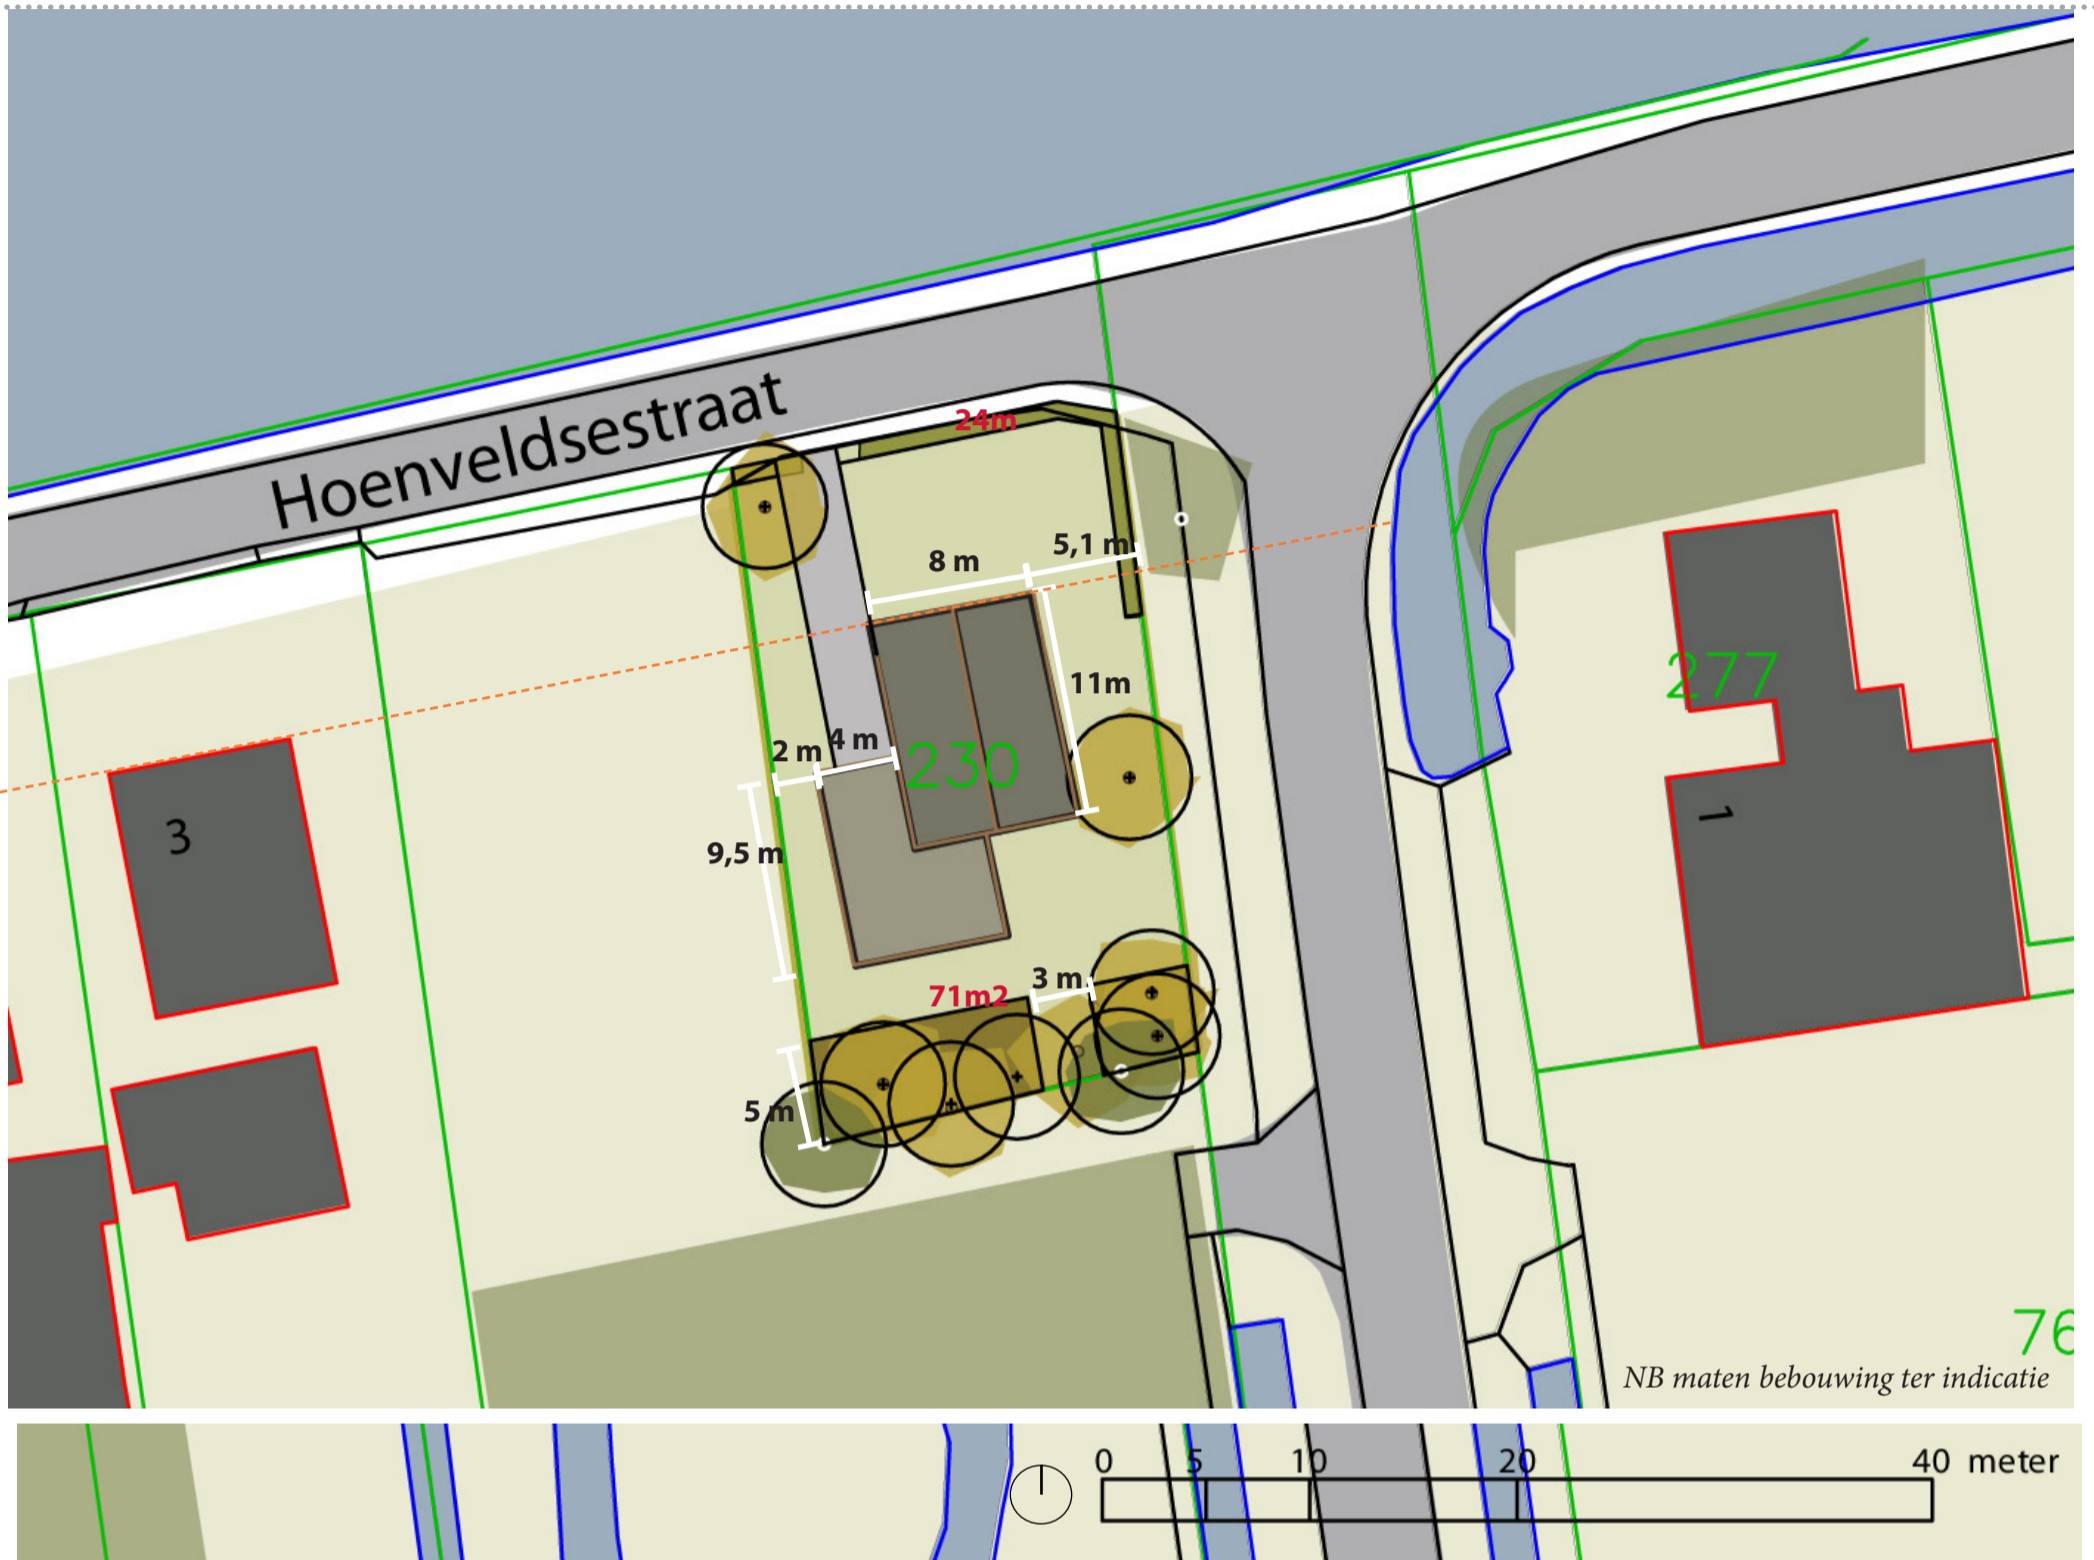 Hoenveldsestraat
24m
8 m
5,1 m
11m
277
2 m
4 m
230
3
1
9,5 m
3 m
71m2
5 m
76
NB maten bebouwing ter indicatie
0 5 10 20 40 meter